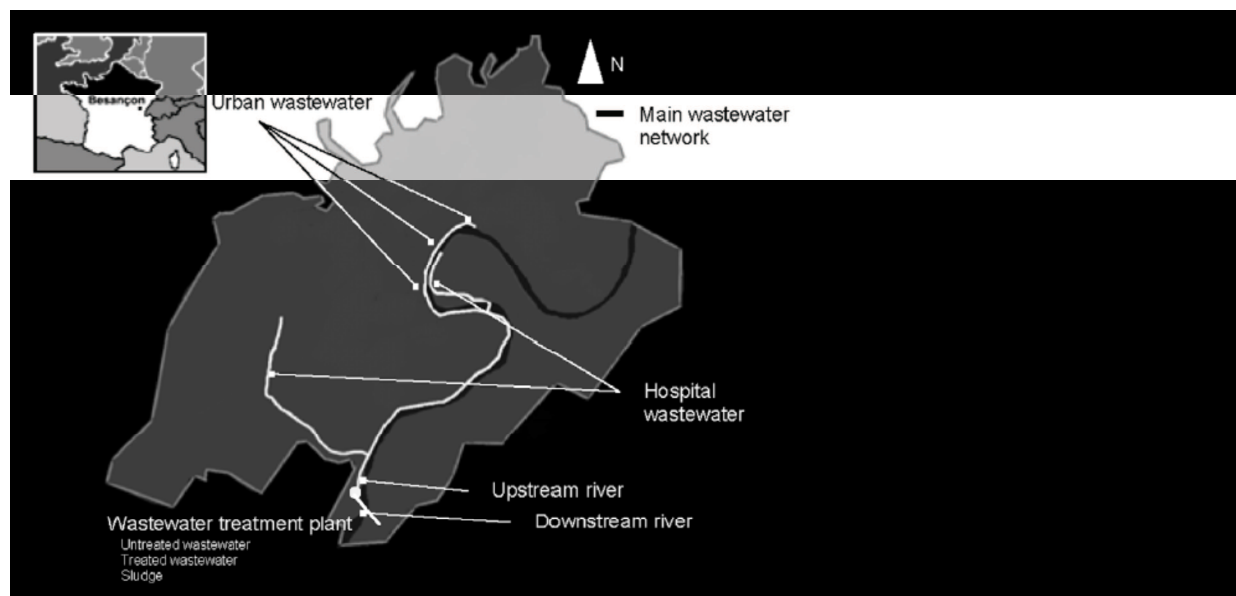 Besançon
Urban wastewater
N
Main wastewater
network
Hospital
wastewater
Upstream river
Downstream river
Wastewater treatment plant
Untreated wastewater
Treated wastewater
Sludge